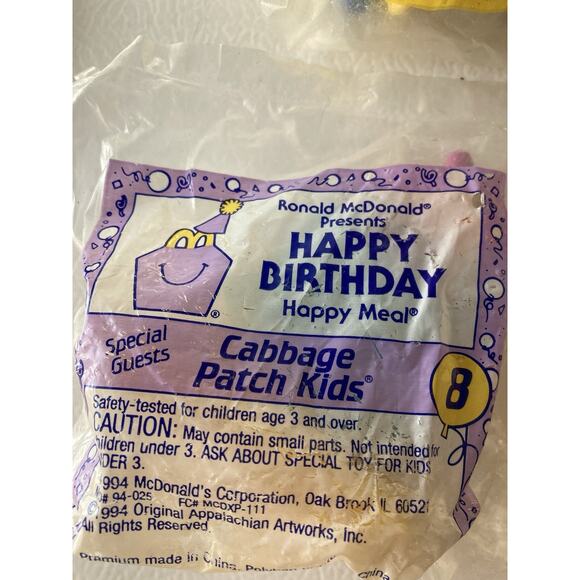 Ronald McDonald®
Presents
HAPPY
BIRTHDAY
Happy Meal®
®
Special
Guests
Cabbage
Patch Kids®
8
Safety-tested for children age 3 and over.
CAUTION: May contain small parts. Not intended for
hildren under 3. ASK ABOUT SPECIAL TOY FOR KIDS
NDER 3.
1994 McDonald's Corporation, Oak Brook IL 60521
# 94-025 FC# MCDXP-111
©1994 Original Appalachian Artworks, Inc.
All Rights Reserved
Premium made in China.
China